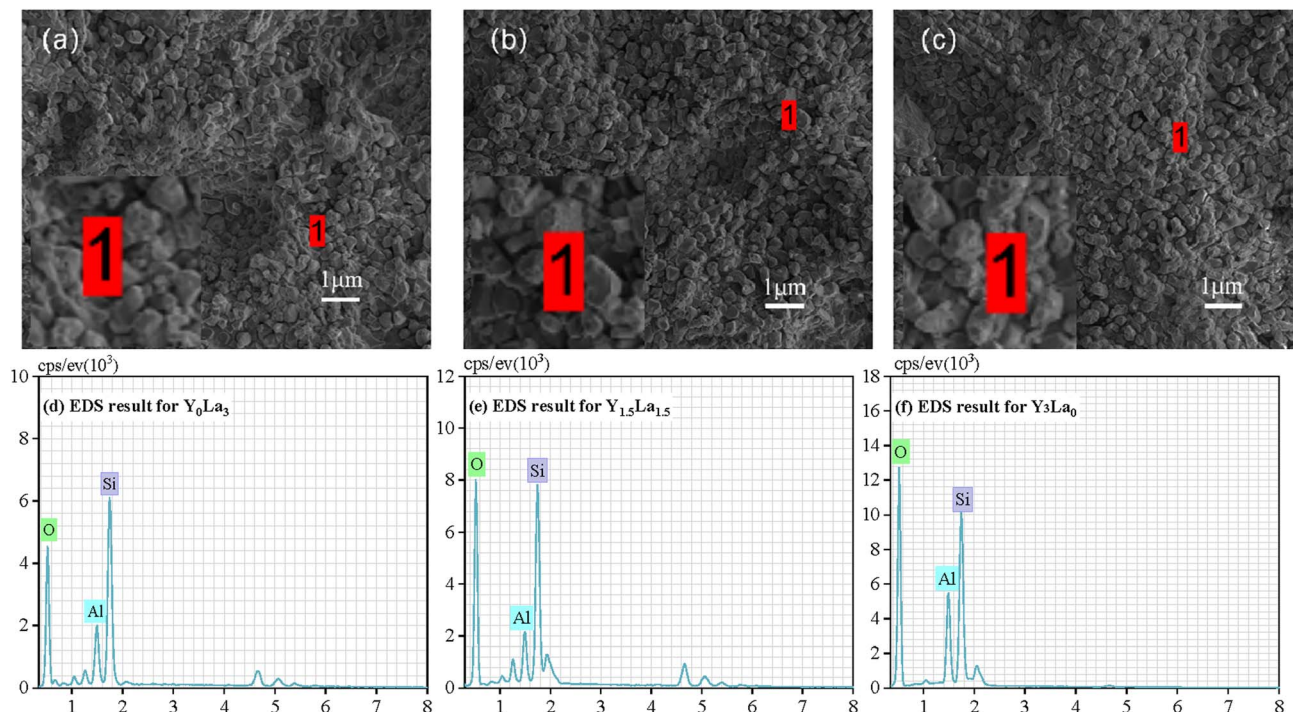 (a)
(b)
(c)
1
1
1
1
1
1
1μm
1μm
1μm
cps/ev(10³)
10
8
6
4
2
0
(d) EDS result for Y₀La₃
O
Al
Si
1 2 3 4 5 6 7 8
cps/ev(10³)
12
10
8
6
4
2
0
(e) EDS result for Y₁.₅La₁.₅
O
Al
Si
1 2 3 4 5 6 7 8
cps/ev(10³)
18
16
14
12
10
8
6
4
2
0
(f) EDS result for Y₃La₀
O
Al
Si
1 2 3 4 5 6 7 8